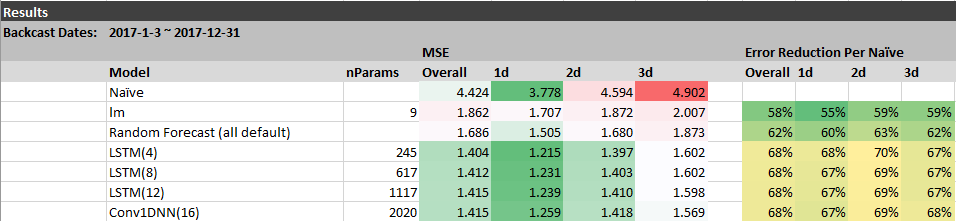 Results
Backcast Dates: 2017-1-3 ~ 2017-12-31
MSE Error Reduction Per Naïve
Model nParams Overall 1d 2d 3d Overall 1d 2d 3d
Naïve 4.424 3.778 4.594 4.902
lm 9 1.862 1.707 1.872 2.007 58% 55% 59% 59%
Random Forecast (all default) 1.686 1.505 1.680 1.873 62% 60% 63% 62%
LSTM(4) 245 1.404 1.215 1.397 1.602 68% 68% 70% 67%
LSTM(8) 617 1.412 1.231 1.403 1.602 68% 67% 69% 67%
LSTM(12) 1117 1.415 1.239 1.410 1.598 68% 67% 69% 67%
Conv1DNN(16) 2020 1.415 1.259 1.418 1.569 68% 67% 69% 68%